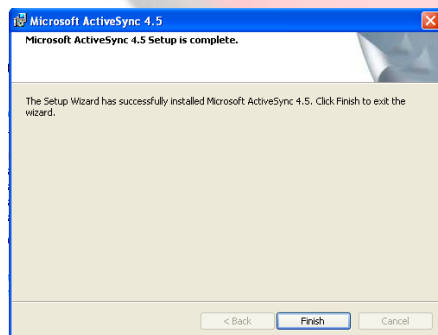 Microsoft ActiveSync 4.5
Microsoft ActiveSync 4.5 Setup is complete.
The Setup Wizard has successfully installed Microsoft ActiveSync 4.5. Click Finish to exit the
wizard.
< Back
Finish
Cancel